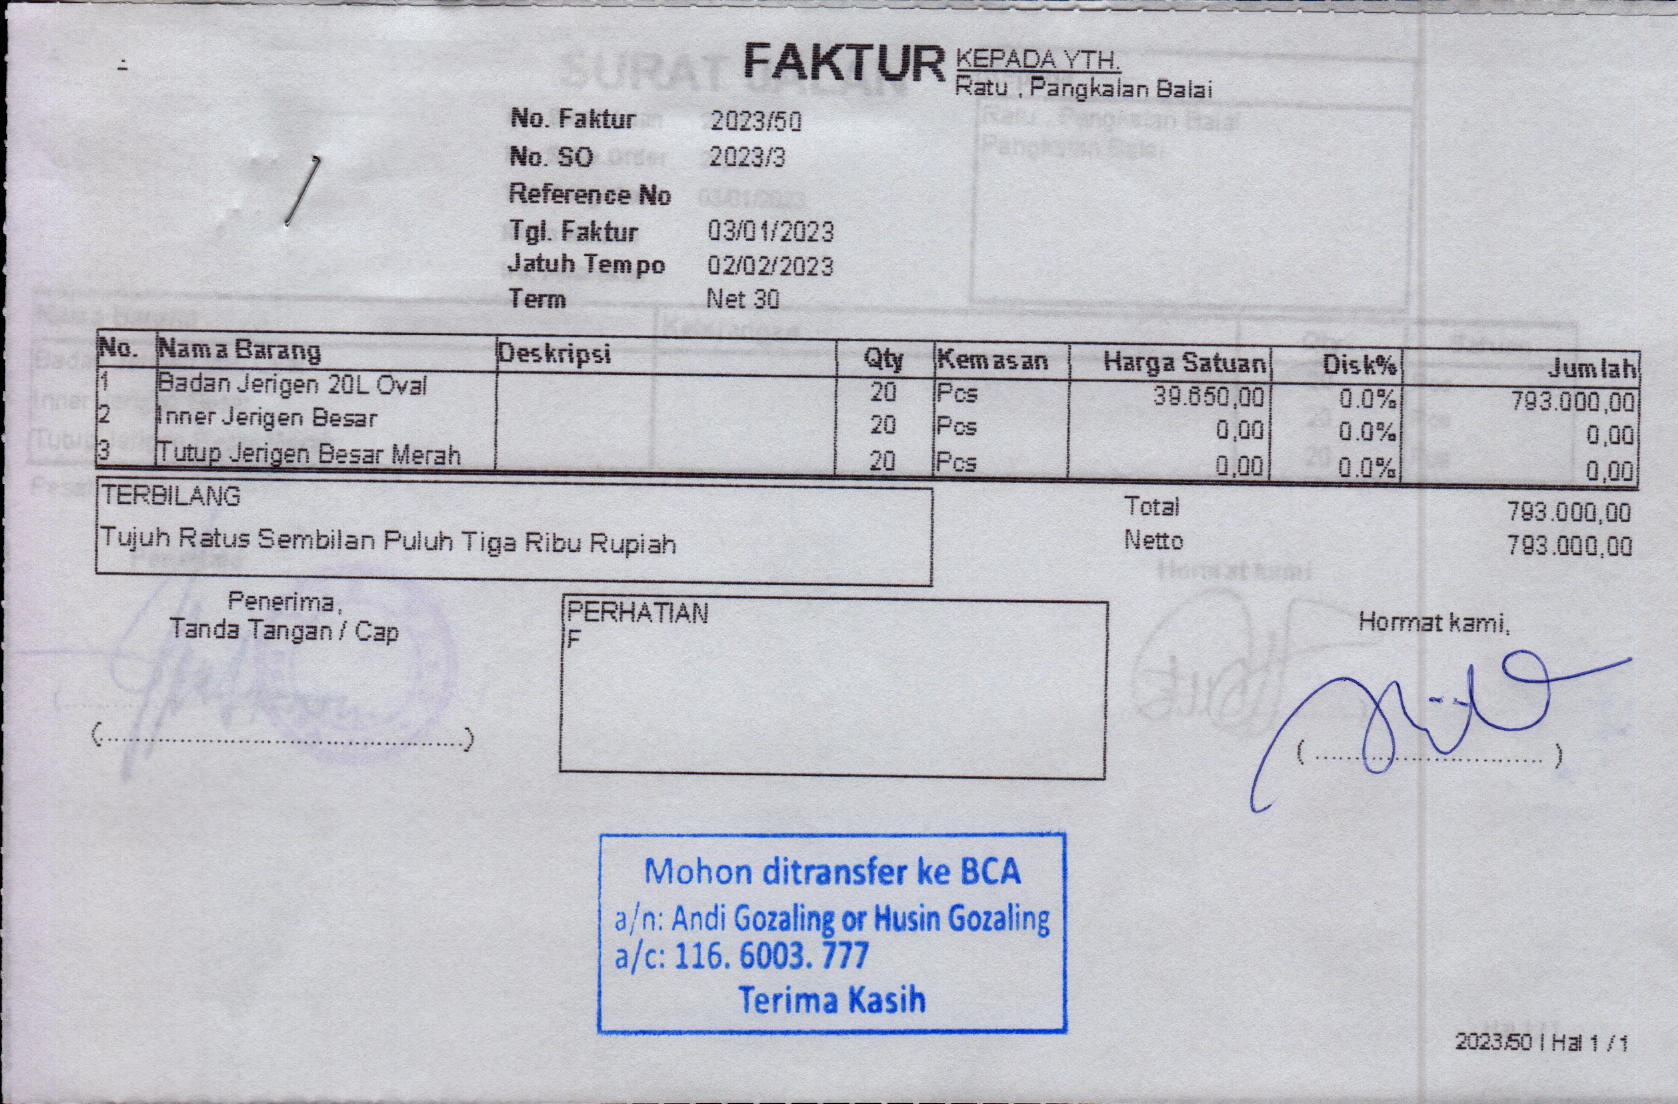 FAKTUR
KEPADA YTH.
Ratu , Pangkalan Balai
No. Faktur 2023/50
No. SO 2023/3
Reference No
Tgl. Faktur 03/01/2023
Jatuh Tempo 02/02/2023
Term Net 30
No. Nama Barang Deskripsi Qty Kemasan Harga Satuan Disk% Jumlah
1 Badan Jerigen 20L Oval 20 Pcs 39.650,00 0.0% 793.000,00
2 Inner Jerigen Besar 20 Pcs 0,00 0.0% 0,00
3 Tutup Jerigen Besar Merah 20 Pcs 0,00 0.0% 0,00
TERBILANG
Tujuh Ratus Sembilan Puluh Tiga Ribu Rupiah
Total 793.000,00
Netto 793.000,00
Penerima,
Tanda Tangan / Cap
(............................................)
PERHATIAN
F
Hormat kami,
(............................)
Mohon ditransfer ke BCA
a/n: Andi Gozaling or Husin Gozaling
a/c: 116. 6003. 777
Terima Kasih
2023/50 | Hal 1 / 1